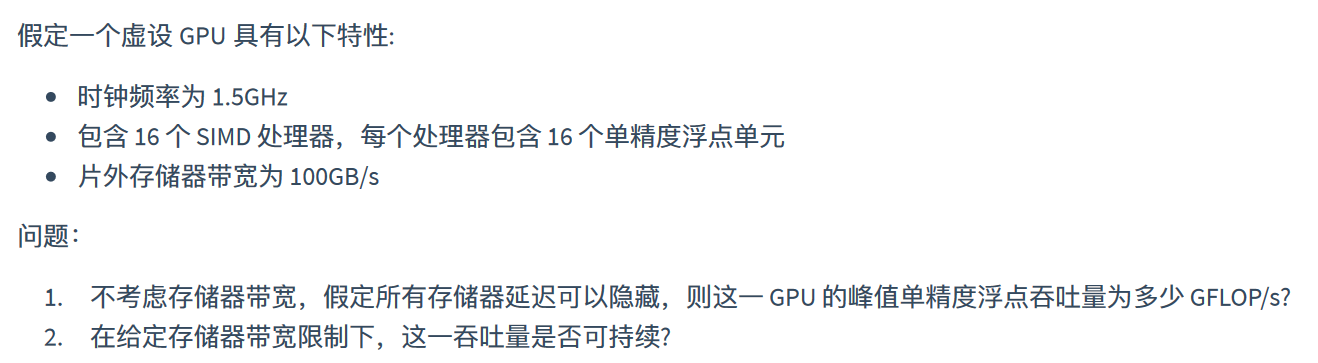 假定一个虚设 GPU 具有以下特性:
• 时钟频率为 1.5GHz
• 包含 16 个 SIMD 处理器，每个处理器包含 16 个单精度浮点单元
• 片外存储器带宽为 100GB/s
问题：
1. 不考虑存储器带宽，假定所有存储器延迟可以隐藏，则这一 GPU 的峰值单精度浮点吞吐量为多少 GFLOP/s?
2. 在给定存储器带宽限制下，这一吞吐量是否可持续?